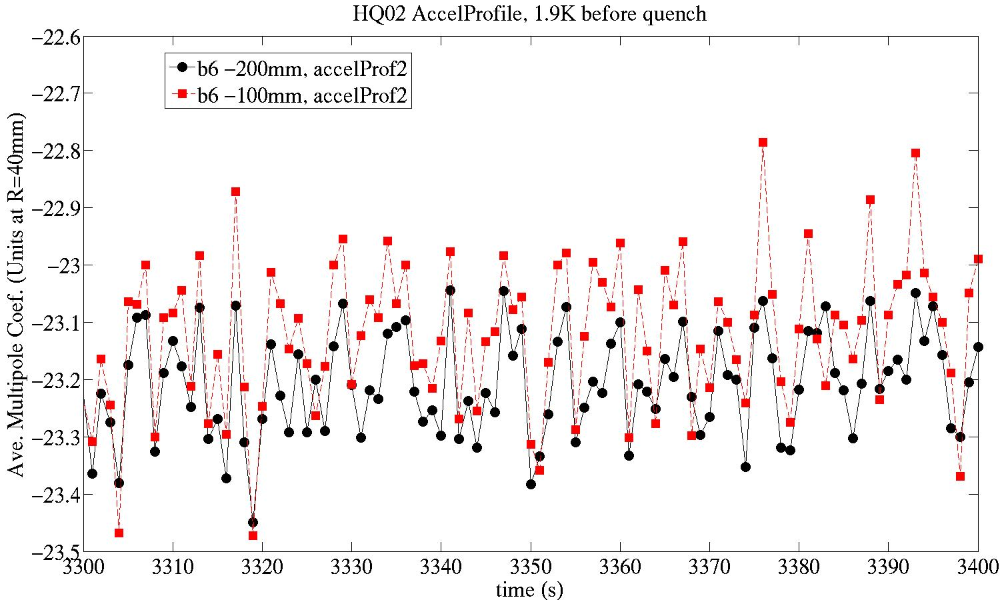 HQ02 AccelProfile, 1.9K before quench
b6 −200mm, accelProf2
b6 −100mm, accelProf2
Ave. Multipole Coef. (Units at R=40mm)
−22.6
−22.7
−22.8
−22.9
−23
−23.1
−23.2
−23.3
−23.4
−23.5
3300 3310 3320 3330 3340 3350 3360 3370 3380 3390 3400
time (s)